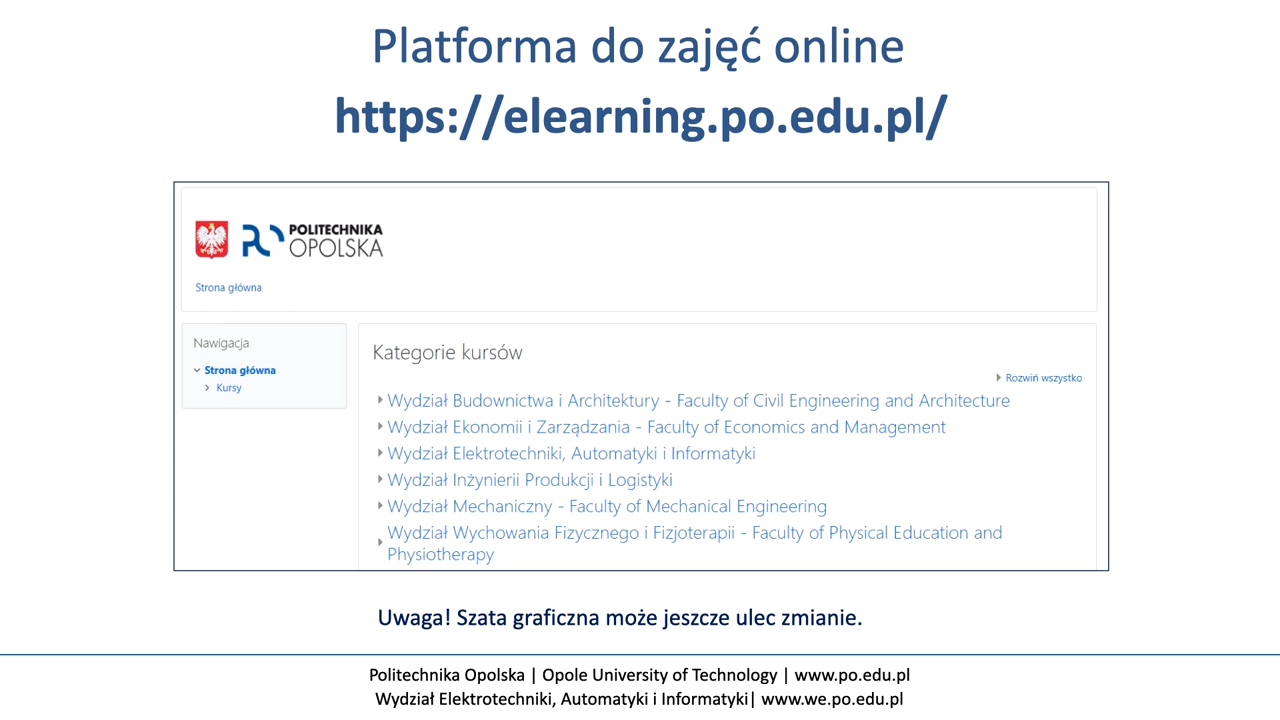 Platforma do zajęć online
https://elearning.po.edu.pl/
POLITECHNIKA
OPOLSKA
Strona główna
Nawigacja
Strona główna
Kursy
Kategorie kursów
Rozwiń wszystko
Wydział Budownictwa i Architektury - Faculty of Civil Engineering and Architecture
Wydział Ekonomii i Zarządzania - Faculty of Economics and Management
Wydział Elektrotechniki, Automatyki i Informatyki
Wydział Inżynierii Produkcji i Logistyki
Wydział Mechaniczny - Faculty of Mechanical Engineering
Wydział Wychowania Fizycznego i Fizjoterapii - Faculty of Physical Education and
Physiotherapy
Uwaga! Szata graficzna może jeszcze ulec zmianie.
Politechnika Opolska | Opole University of Technology | www.po.edu.pl
Wydział Elektrotechniki, Automatyki i Informatyki| www.we.po.edu.pl